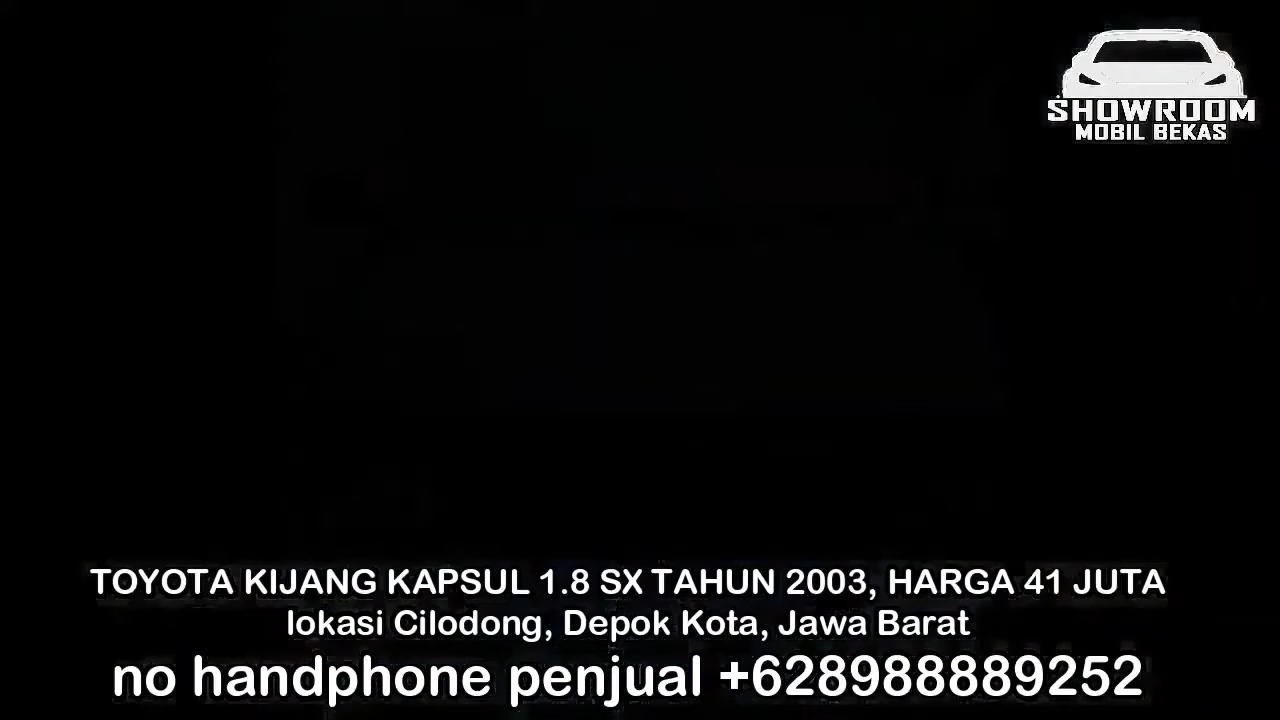 SHOWROOM
MOBIL BEKAS
TOYOTA KIJANG KAPSUL 1.8 SX TAHUN 2003, HARGA 41 JUTA
lokasi Cilodong, Depok Kota, Jawa Barat
no handphone penjual +628988889252